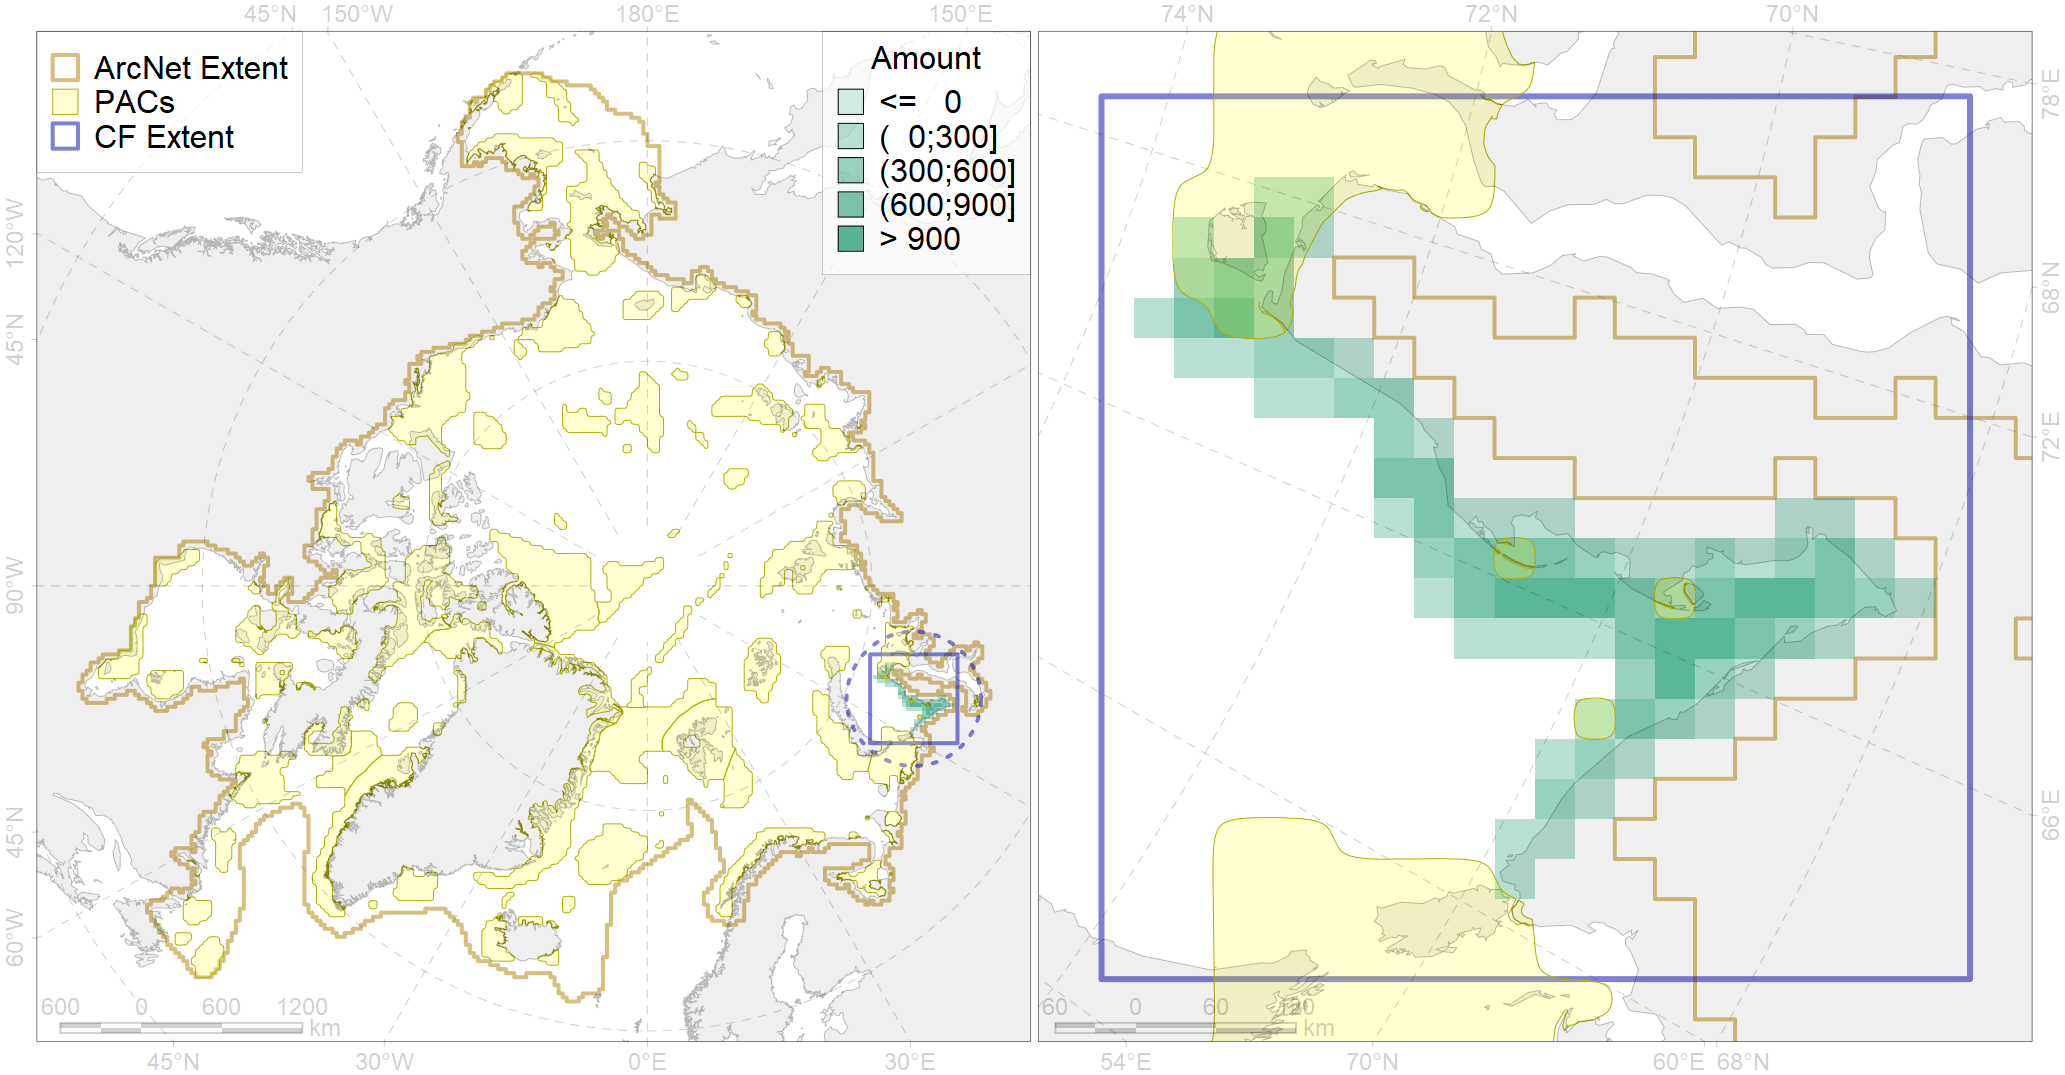 45°N 150°W 180°E 150°E 74°N 72°N 70°N
ArcNet Extent
PACs
CF Extent
Amount
<= 0
( 0;300]
(300;600]
(600;900]
> 900
120°W
45°N
90°W
45°N
60°W
78°E
68°N
72°E
66°E
600 0 600 1200
km
60 0 60 120
km
45°N 30°W 0°E 30°E 54°E 70°N 60°E 68°N